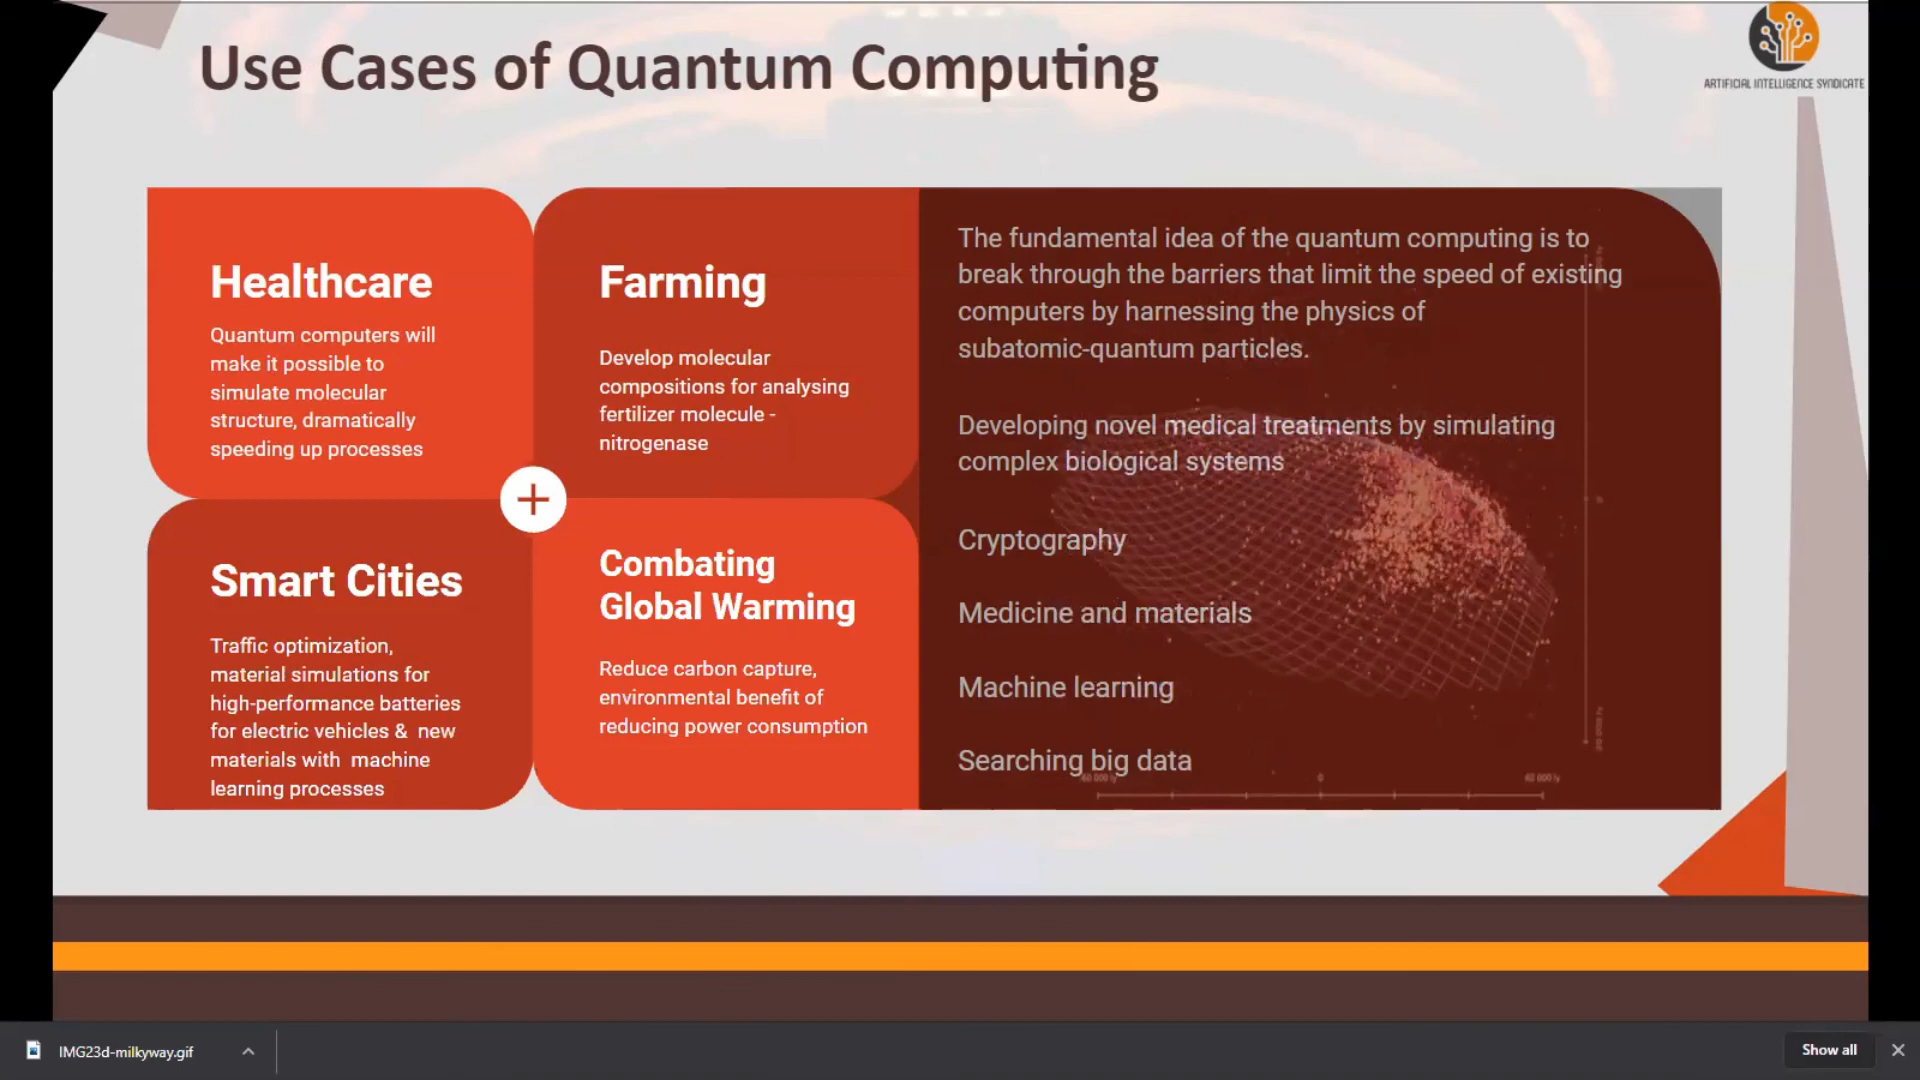 Use Cases of Quantum Computing
ARTIFICIAL INTELLIGENCE SYNDICATE
Healthcare
Quantum computers will
make it possible to
simulate molecular
structure, dramatically
speeding up processes
Farming
Develop molecular
compositions for analysing
fertilizer molecule -
nitrogenase
Smart Cities
Traffic optimization,
material simulations for
high-performance batteries
for electric vehicles &  new
materials with  machine
learning processes
Combating
Global Warming
Reduce carbon capture,
environmental benefit of
reducing power consumption
The fundamental idea of the quantum computing is to
break through the barriers that limit the speed of existing
computers by harnessing the physics of
subatomic-quantum particles.
Developing novel medical treatments by simulating
complex biological systems
Cryptography
Medicine and materials
Machine learning
Searching big data
0
IMG23d-milkyway.gif
Show all